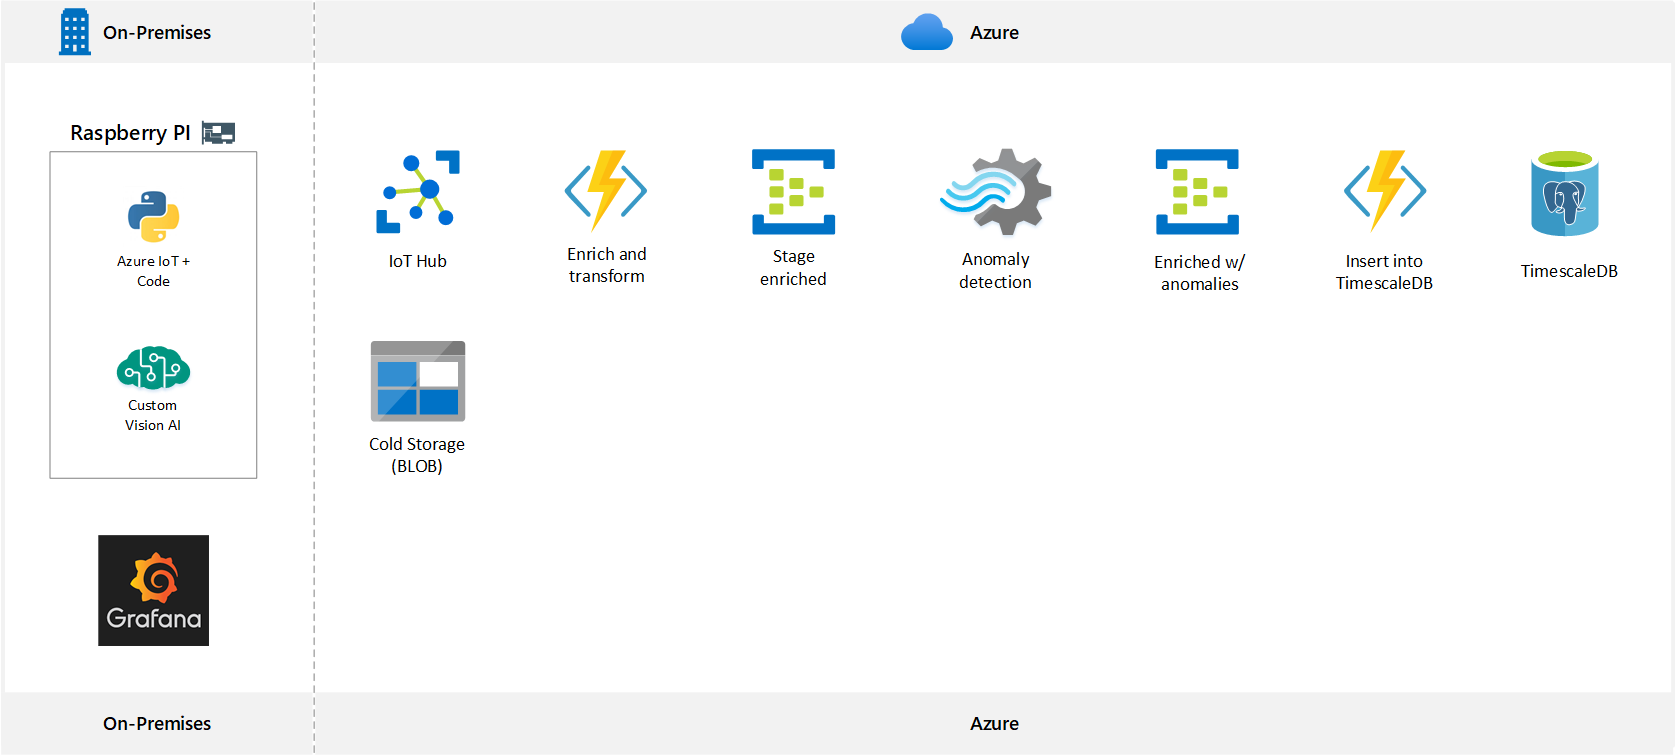 On-Premises
Azure
Raspberry PI
Azure IoT +
Code
Custom
Vision AI
Grafana
IoT Hub
Enrich and
transform
Stage
enriched
Anomaly
detection
Enriched w/
anomalies
Insert into
TimescaleDB
TimescaleDB
Cold Storage
(BLOB)
On-Premises
Azure